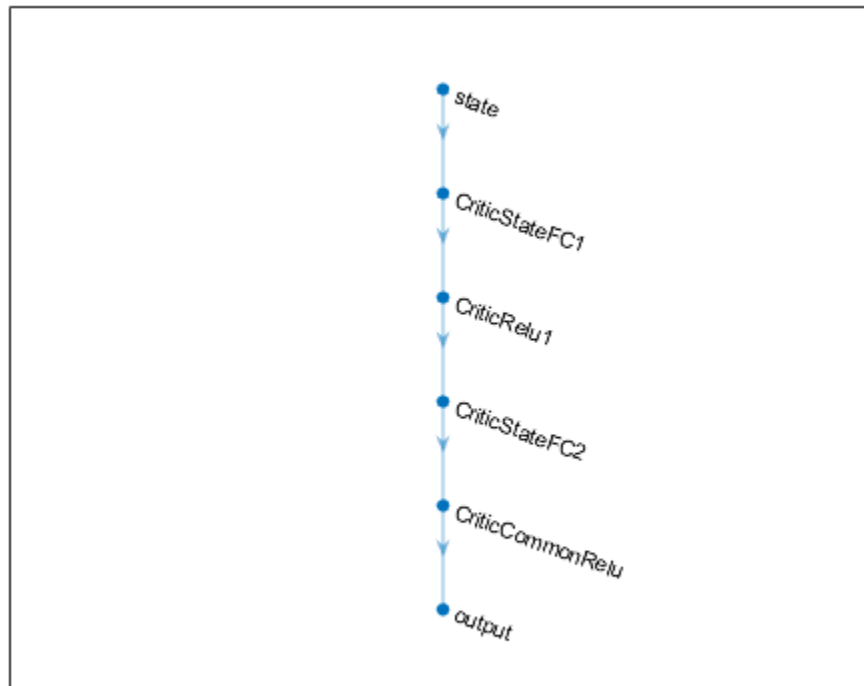 state
CriticStateFC1
CriticRelu1
CriticStateFC2
CriticCommonRelu
output